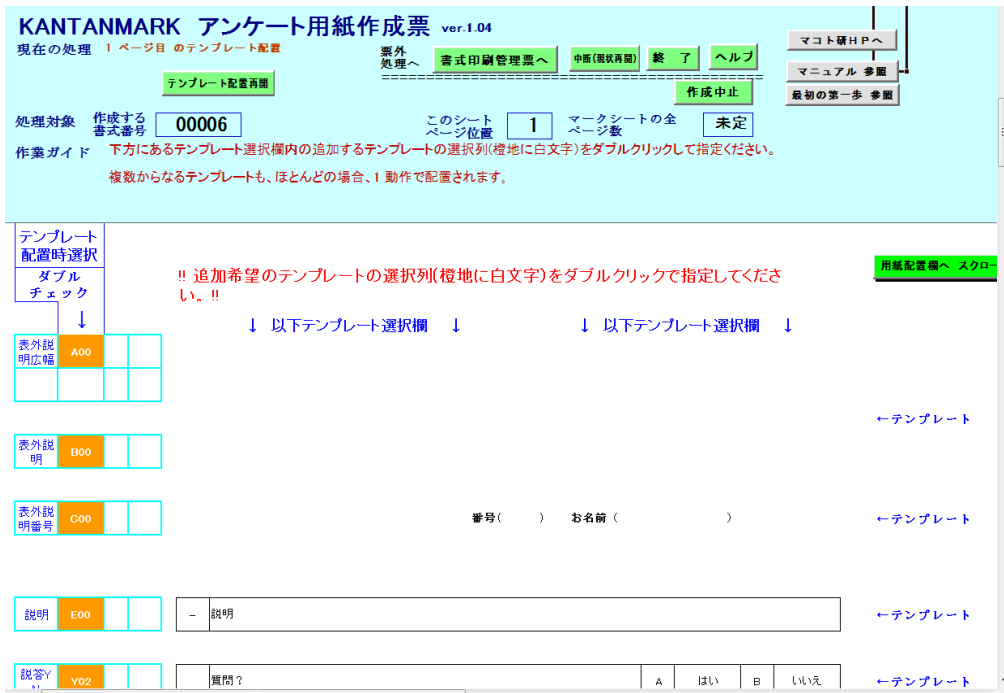 KANTANMARK アンケート用紙作成票 ver.1.04
現在の処理 1 ページ目 のテンプレート配置
票外
処理へ
書式印刷管理票へ
中断(現状再開)
終 了
ヘルプ
マコト研HPへ
テンプレート配置再開
============================================
マニュアル 参照
作成中止
最初の第一歩 参照
処理対象
作成する
書式番号
00006
このシート
ページ位置
1
マークシートの全
ページ数
未定
作業ガイド 下方にあるテンプレート選択欄内の追加するテンプレートの選択列(橙地に白文字)をダブルクリックして指定ください。
複数からなるテンプレートも、ほとんどの場合、1 動作で配置されます。
テンプレート
配置時選択
ダブル
チェック
↓
!! 追加希望のテンプレートの選択列(橙地に白文字)をダブルクリックで指定してくださ
い。!!
用紙配置欄へ スクロー
↓ 以下テンプレート選択欄 ↓ ↓ 以下テンプレート選択欄 ↓
表外説
明広幅
A00
←テンプレート
表外説
明
B00
表外説
明番号
C00
番号( ) お名前( )
←テンプレート
説明 E00 － 説明 ←テンプレート
説答Y
Y02 質問? A はい B いいえ ←テンプレート